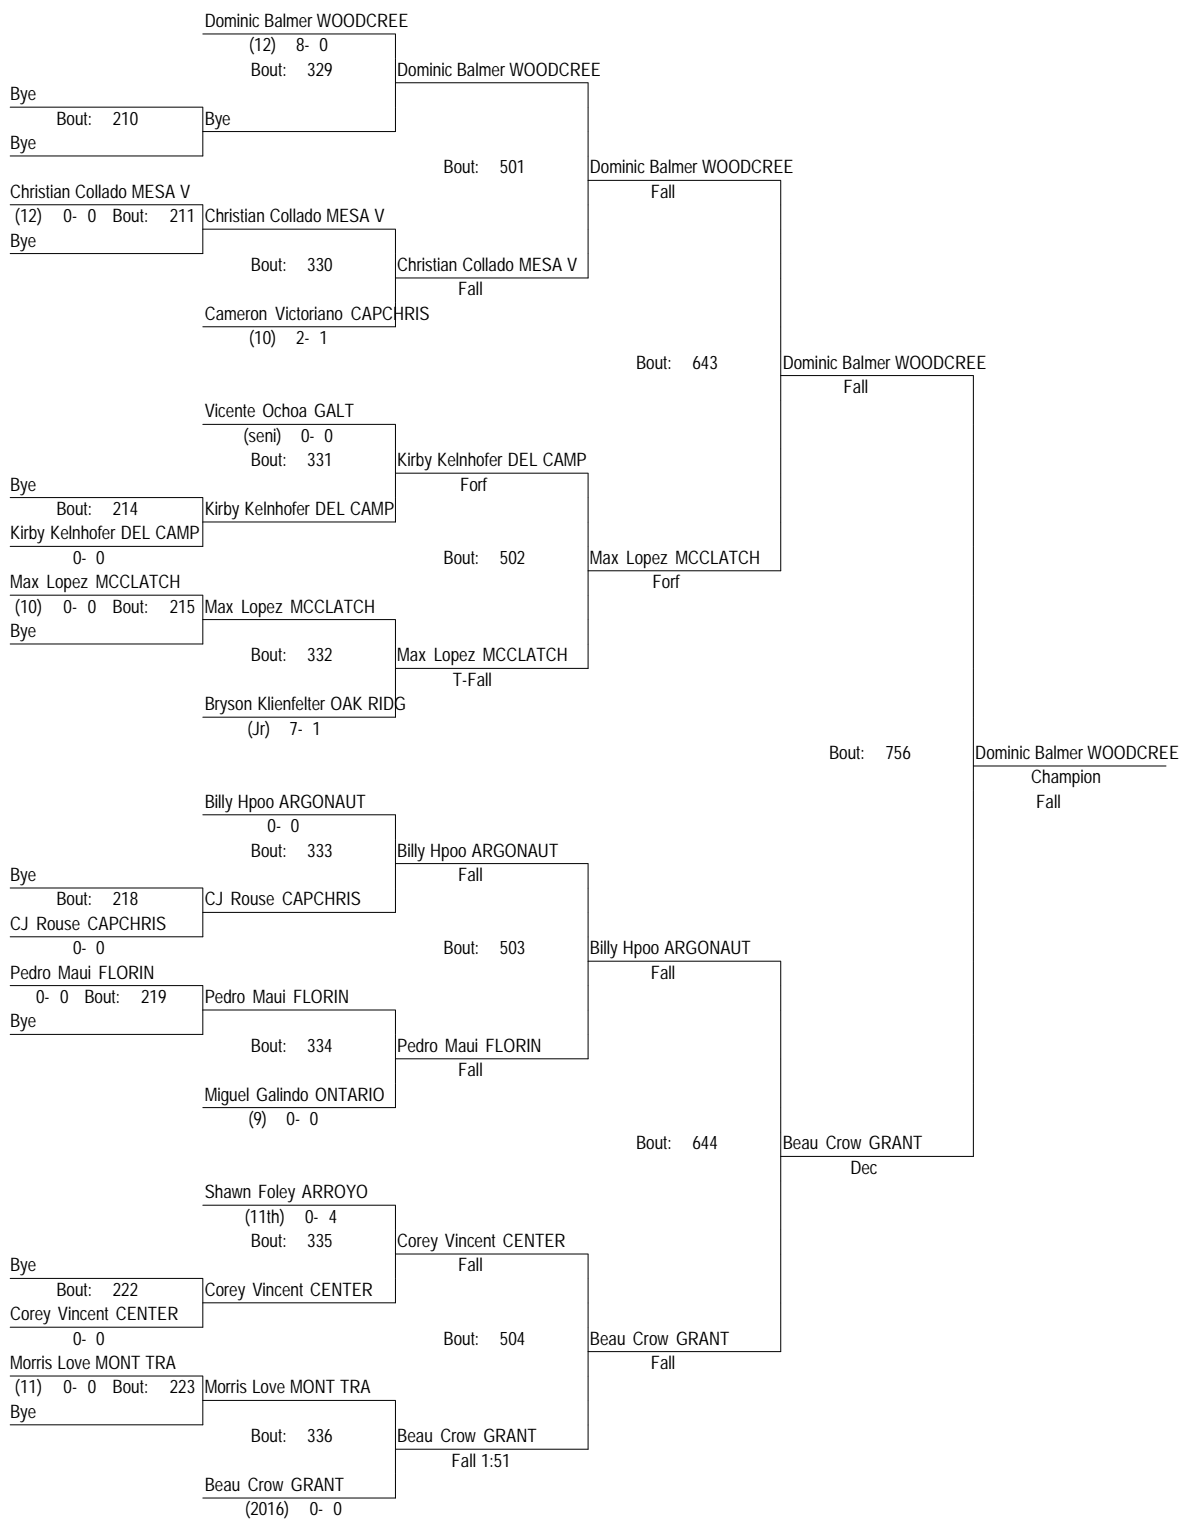 Dominic Balmer WOODCREE
(12) 8- 0
Bout: 329
Dominic Balmer WOODCREE
Bye
Bout: 210
Bye
Bye
Bout: 501
Dominic Balmer WOODCREE
Fall
Christian Collado MESA V
(12) 0- 0 Bout: 211
Christian Collado MESA V
Bye
Bout: 330
Christian Collado MESA V
Fall
Cameron Victoriano CAPCHRIS
(10) 2- 1
Bout: 643
Dominic Balmer WOODCREE
Fall
Vicente Ochoa GALT
(seni) 0- 0
Bout: 331
Kirby Kelnhofer DEL CAMP
Forf
Bye
Bout: 214
Kirby Kelnhofer DEL CAMP
Kirby Kelnhofer DEL CAMP
0- 0
Bout: 502
Max Lopez MCCLATCH
Forf
Max Lopez MCCLATCH
(10) 0- 0 Bout: 215
Max Lopez MCCLATCH
Bye
Bout: 332
Max Lopez MCCLATCH
T-Fall
Bryson Klienfelter OAK RIDG
(Jr) 7- 1
Bout: 756
Dominic Balmer WOODCREE
Champion
Fall
Billy Hpoo ARGONAUT
0- 0
Bout: 333
Billy Hpoo ARGONAUT
Fall
Bye
Bout: 218
CJ Rouse CAPCHRIS
CJ Rouse CAPCHRIS
0- 0
Bout: 503
Billy Hpoo ARGONAUT
Fall
Pedro Maui FLORIN
0- 0 Bout: 219
Pedro Maui FLORIN
Bye
Bout: 334
Pedro Maui FLORIN
Fall
Miguel Galindo ONTARIO
(9) 0- 0
Bout: 644
Beau Crow GRANT
Dec
Shawn Foley ARROYO
(11th) 0- 4
Bout: 335
Corey Vincent CENTER
Fall
Bye
Bout: 222
Corey Vincent CENTER
Corey Vincent CENTER
0- 0
Bout: 504
Beau Crow GRANT
Fall
Morris Love MONT TRA
(11) 0- 0 Bout: 223
Morris Love MONT TRA
Bye
Bout: 336
Beau Crow GRANT
Fall 1:51
Beau Crow GRANT
(2016) 0- 0